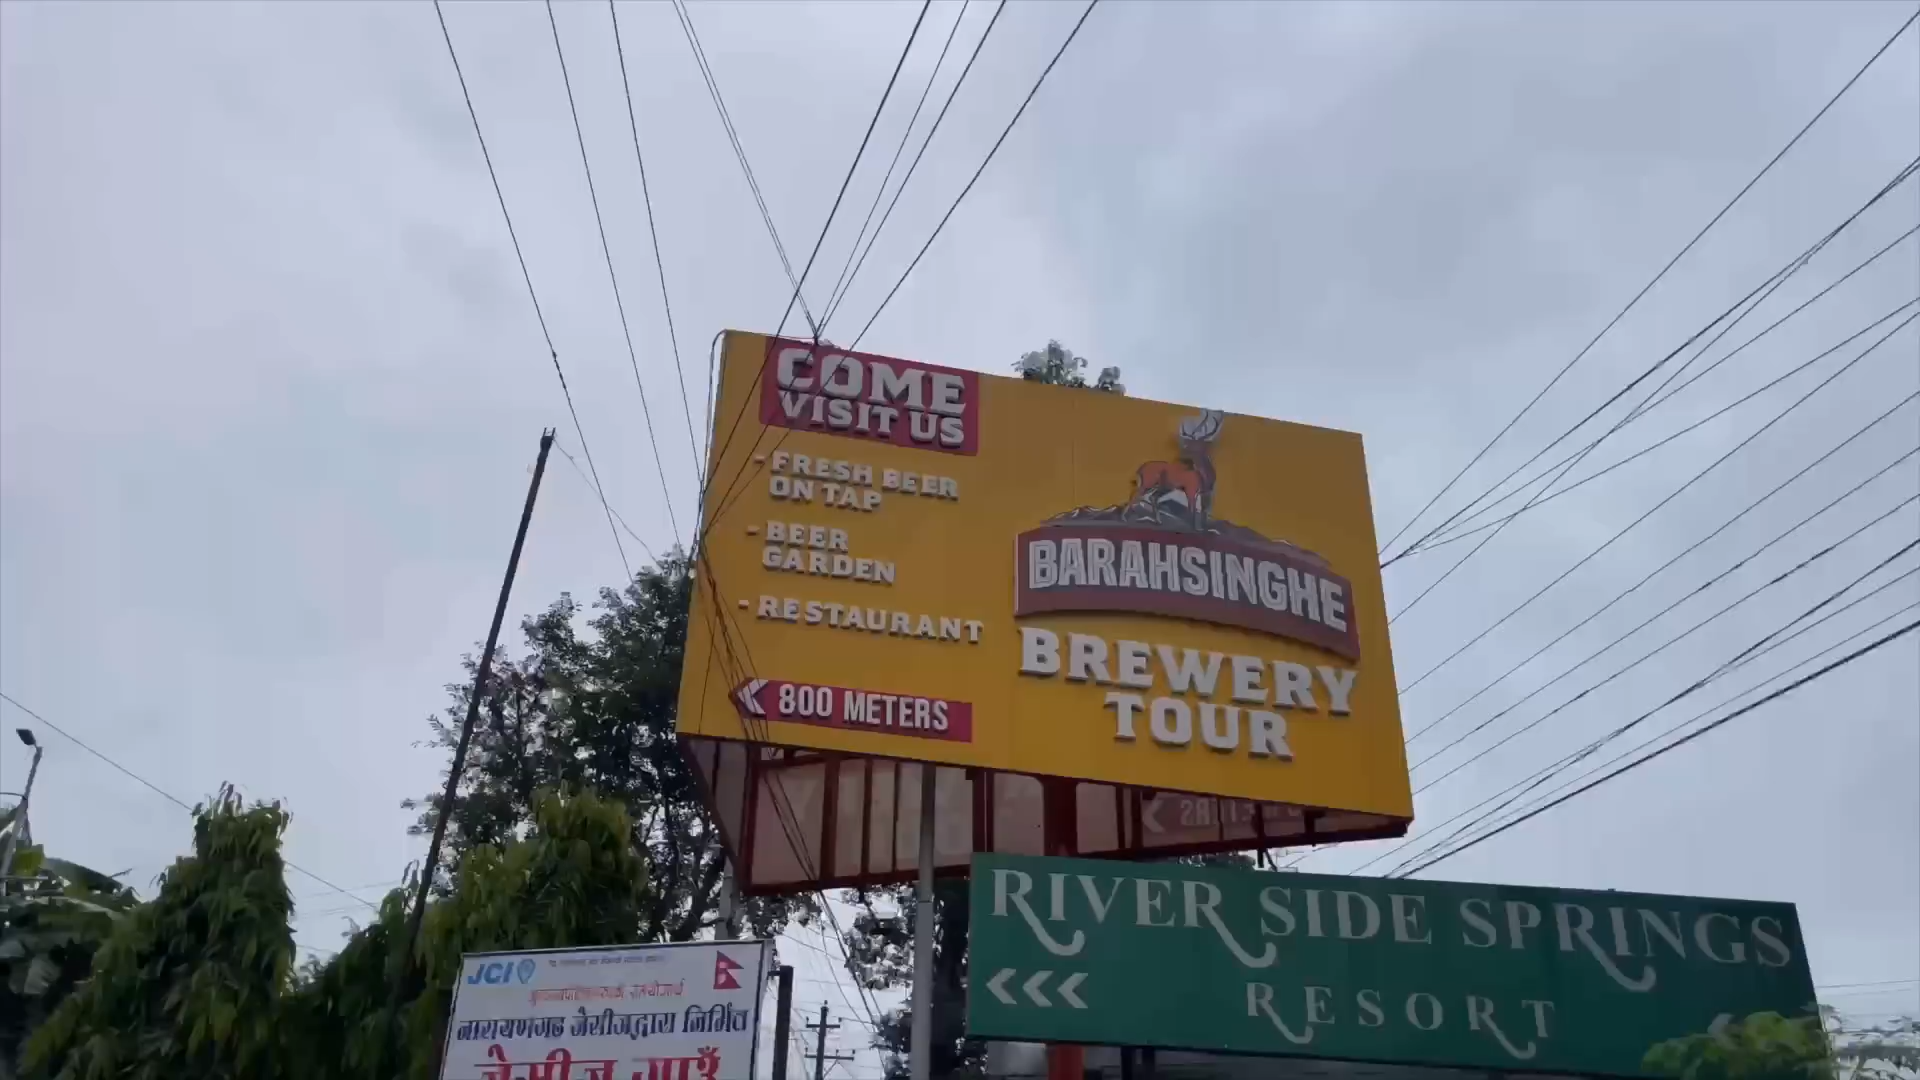 COME
VISIT US
- FRESH BEER
ON TAP
- BEER
GARDEN
- RESTAURANT
800 METERS
BARAHSINGHE
BREWERY
TOUR
RIVER SIDE SPRINGS
RESORT
JCI
नारायणगढ जेसीजद्वारा निर्मित
जेसीज गाउँ